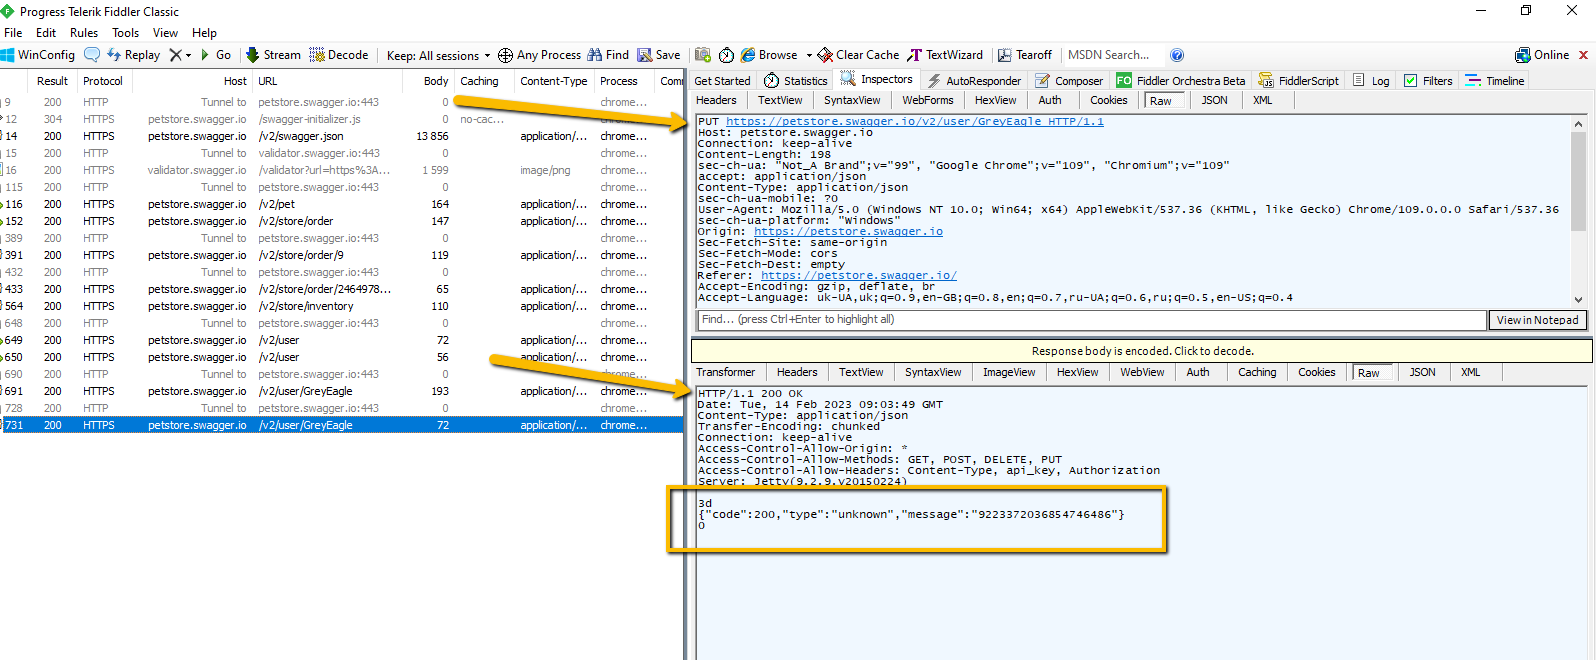 Progress Telerik Fiddler Classic
File Edit Rules Tools View Help
WinConfig Replay Go Stream Decode Keep: All sessions Any Process Find Save Browse Clear Cache TextWizard Tearoff MSDN Search... Online
Result Protocol Host URL Body Caching Content-Type Process Com
9 200 HTTP Tunnel to petstore.swagger.io:443 0 chrome...
12 304 HTTPS petstore.swagger.io /swagger-initializer.js 0 no-cac... chrome...
14 200 HTTPS petstore.swagger.io /v2/swagger.json 13 856 application/... chrome...
15 200 HTTP Tunnel to validator.swagger.io:443 0 chrome...
16 200 HTTPS validator.swagger.io /validator?url=https%3A... 1 599 image/png chrome...
115 200 HTTP Tunnel to petstore.swagger.io:443 0 chrome...
116 200 HTTPS petstore.swagger.io /v2/pet 164 application/... chrome...
152 200 HTTPS petstore.swagger.io /v2/store/order 147 application/... chrome...
389 200 HTTP Tunnel to petstore.swagger.io:443 0 chrome...
391 200 HTTPS petstore.swagger.io /v2/store/order/9 119 application/... chrome...
432 200 HTTP Tunnel to petstore.swagger.io:443 0 chrome...
433 200 HTTPS petstore.swagger.io /v2/store/order/2464978... 65 application/... chrome...
564 200 HTTPS petstore.swagger.io /v2/store/inventory 110 application/... chrome...
648 200 HTTP Tunnel to petstore.swagger.io:443 0 chrome...
649 200 HTTPS petstore.swagger.io /v2/user 72 application/... chrome...
650 200 HTTPS petstore.swagger.io /v2/user 56 application/... chrome...
690 200 HTTP Tunnel to petstore.swagger.io:443 0 chrome...
691 200 HTTPS petstore.swagger.io /v2/user/GreyEagle 193 application/... chrome...
728 200 HTTP Tunnel to petstore.swagger.io:443 0 chrome...
731 200 HTTPS petstore.swagger.io /v2/user/GreyEagle 72 application/... chrome...
Get Started Statistics Inspectors AutoResponder Composer FO Fiddler Orchestra Beta FiddlerScript Log Filters Timeline
Headers TextView SyntaxView WebForms HexView Auth Cookies Raw JSON XML
PUT https://petstore.swagger.io/v2/user/GreyEagle HTTP/1.1
Host: petstore.swagger.io
Connection: keep-alive
Content-Length: 198
sec-ch-ua: "Not_A Brand";v="99", "Google Chrome";v="109", "Chromium";v="109"
accept: application/json
Content-Type: application/json
sec-ch-ua-mobile: ?0
User-Agent: Mozilla/5.0 (Windows NT 10.0; Win64; x64) AppleWebKit/537.36 (KHTML, like Gecko) Chrome/109.0.0.0 Safari/537.36
sec-ch-ua-platform: "Windows"
Origin: https://petstore.swagger.io
Sec-Fetch-Site: same-origin
Sec-Fetch-Mode: cors
Sec-Fetch-Dest: empty
Referer: https://petstore.swagger.io/
Accept-Encoding: gzip, deflate, br
Accept-Language: uk-UA,uk;q=0.9,en-GB;q=0.8,en;q=0.7,ru-UA;q=0.6,ru;q=0.5,en-US;q=0.4
Find... (press Ctrl+Enter to highlight all) View in Notepad
Response body is encoded. Click to decode.
Transformer Headers TextView SyntaxView ImageView HexView WebView Auth Caching Cookies Raw JSON XML
HTTP/1.1 200 OK
Date: Tue, 14 Feb 2023 09:03:49 GMT
Content-Type: application/json
Transfer-Encoding: chunked
Connection: keep-alive
Access-Control-Allow-Origin: *
Access-Control-Allow-Methods: GET, POST, DELETE, PUT
Access-Control-Allow-Headers: Content-Type, api_key, Authorization
Server: Jetty(9.2.9.v20150224)
3d
{"code":200,"type":"unknown","message":"9223372036854746486"}
0